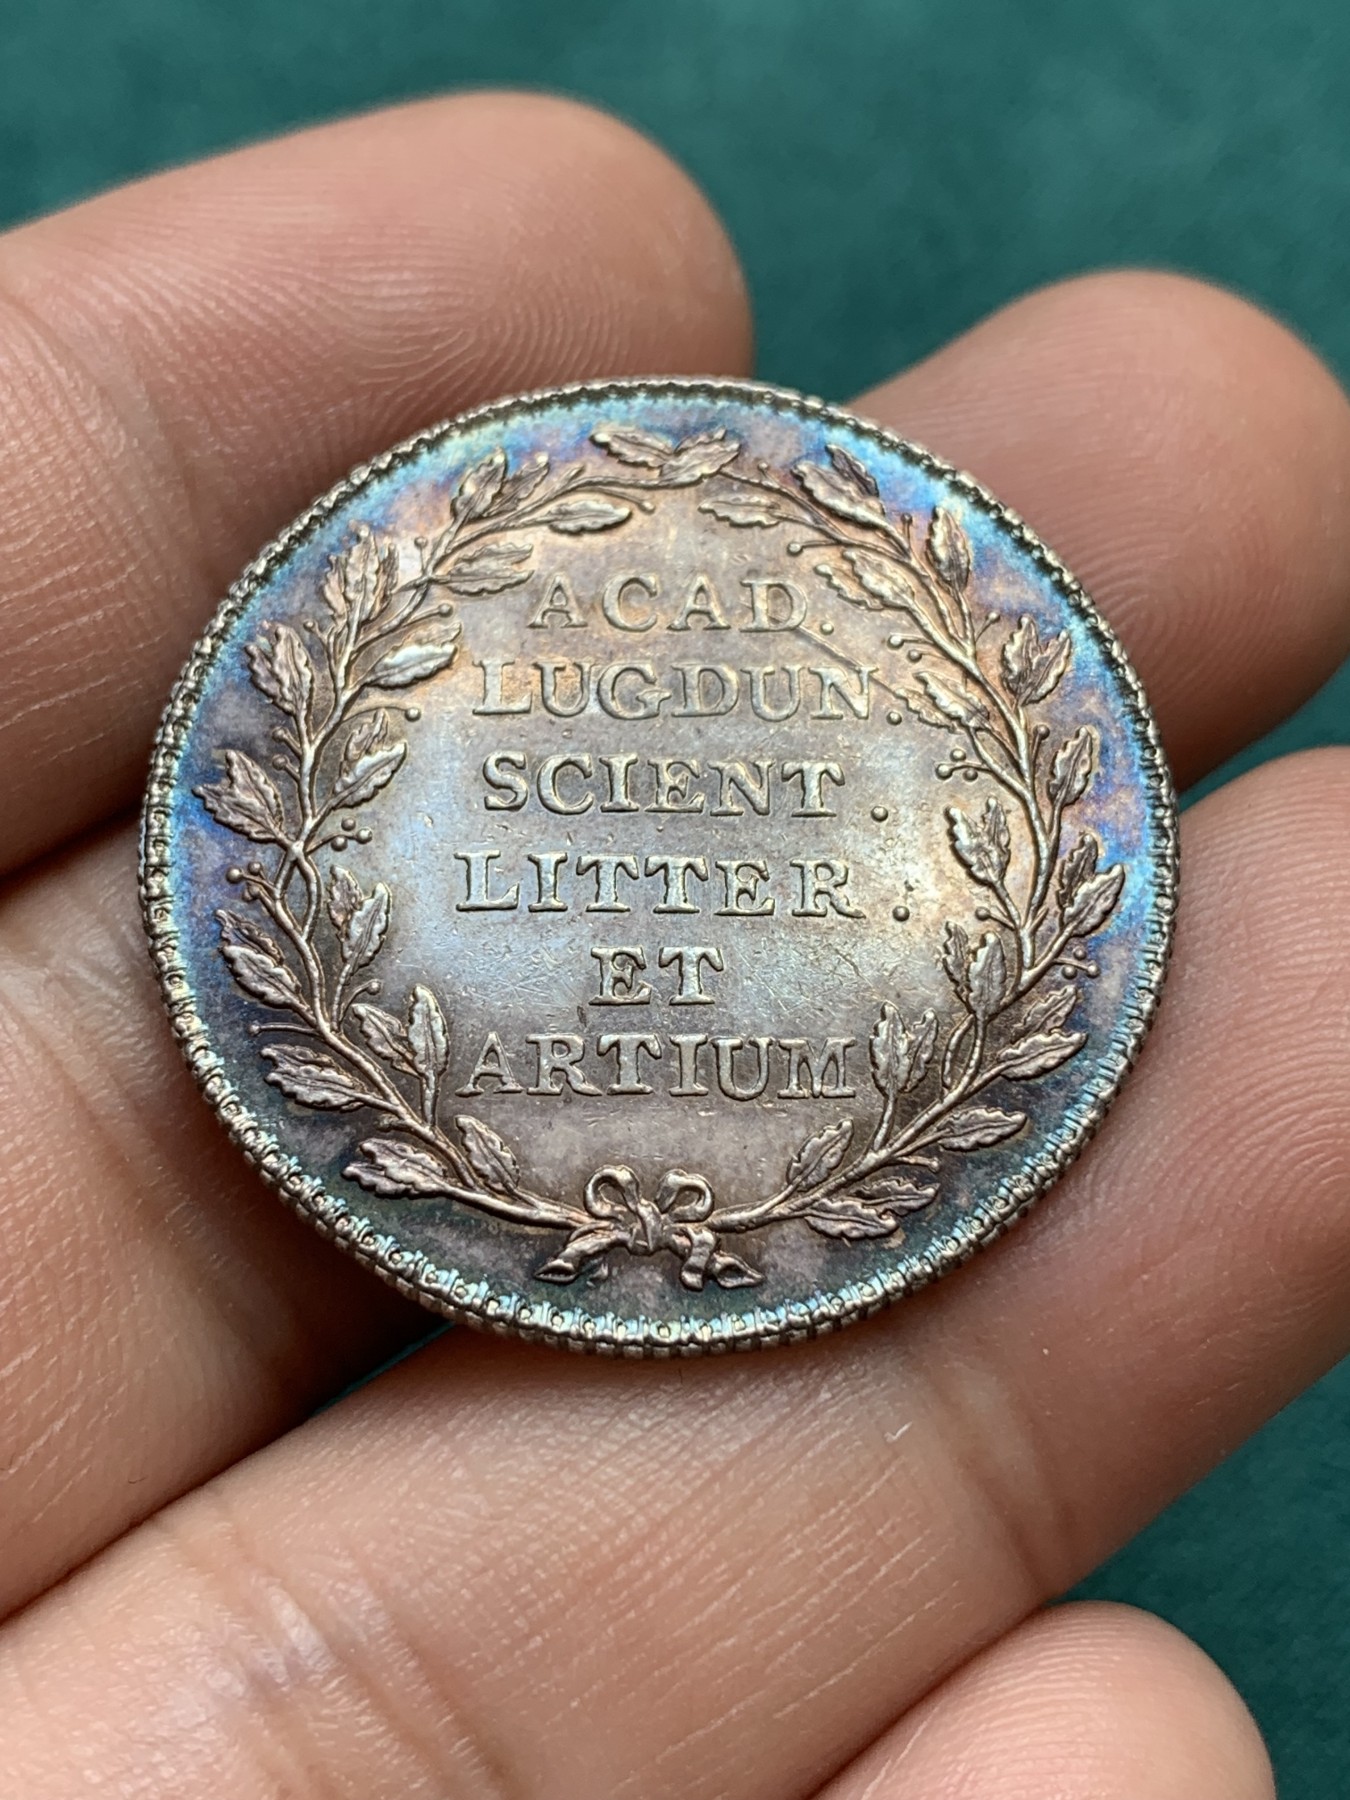 ACAD.
LUGDUN.
SCIENT.
LITTER.
ET
ARTIUM